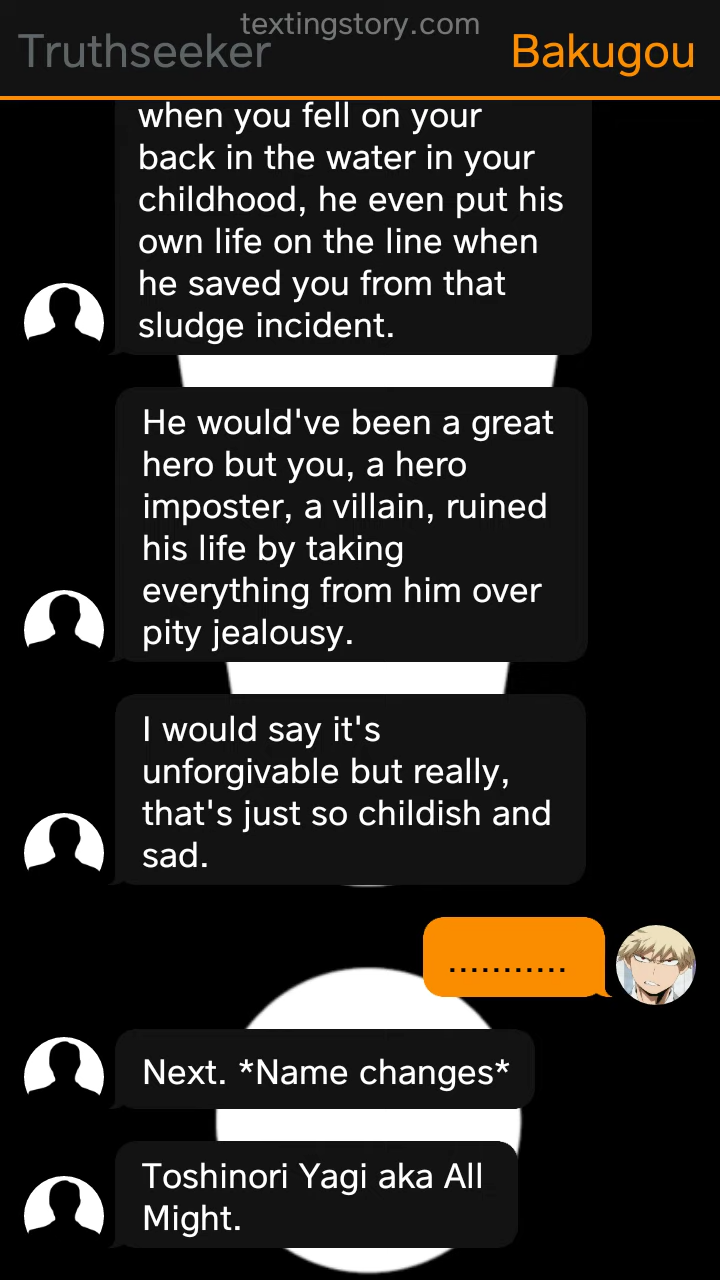 textingstory.com
Truthseeker
Bakugou
when you fell on your
back in the water in your
childhood, he even put his
own life on the line when
he saved you from that
sludge incident.
He would've been a great
hero but you, a hero
imposter, a villain, ruined
his life by taking
everything from him over
pity jealousy.
I would say it's
unforgivable but really,
that's just so childish and
sad.
...........
Next. *Name changes*
Toshinori Yagi aka All
Might.